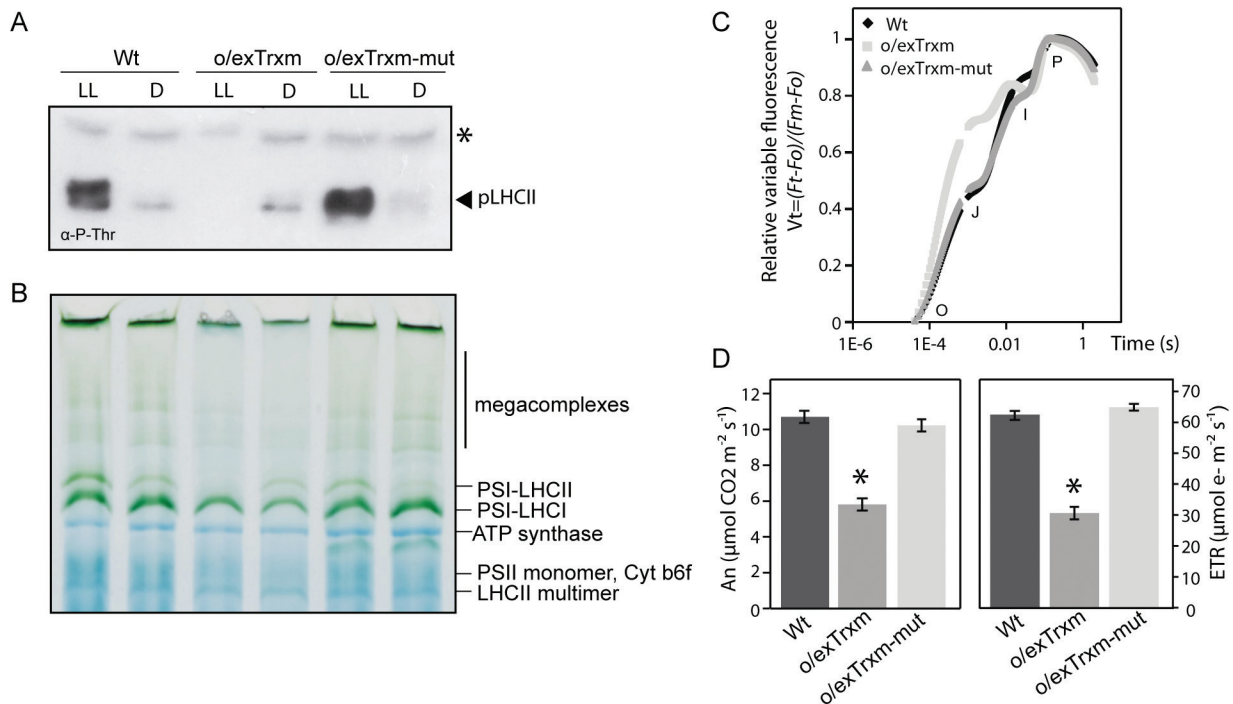 A
Wt o/exTrxm o/exTrxm-mut
LL D LL D LL D
*
pLHCII
α-P-Thr
B
megacomplexes
PSI-LHCII
PSI-LHCI
ATP synthase
PSII monomer, Cyt b6f
LHCII multimer
C
Relative variable fluorescence
Vt=(Ft-Fo)/(Fm-Fo)
1
0.8
0.6
0.4
0.2
0
Wt
o/exTrxm
o/exTrxm-mut
O
J
I
P
1E-6 1E-4 0.01 1 Time (s)
D
An (µmol CO2 m⁻² s⁻¹)
12
10
8
6
4
2
0
*
Wt
o/exTrxm
o/exTrxm-mut
*
70
60
50
40
30
20
10
0
ETR (µmol e- m⁻² s⁻¹)
Wt
o/exTrxm
o/exTrxm-mut